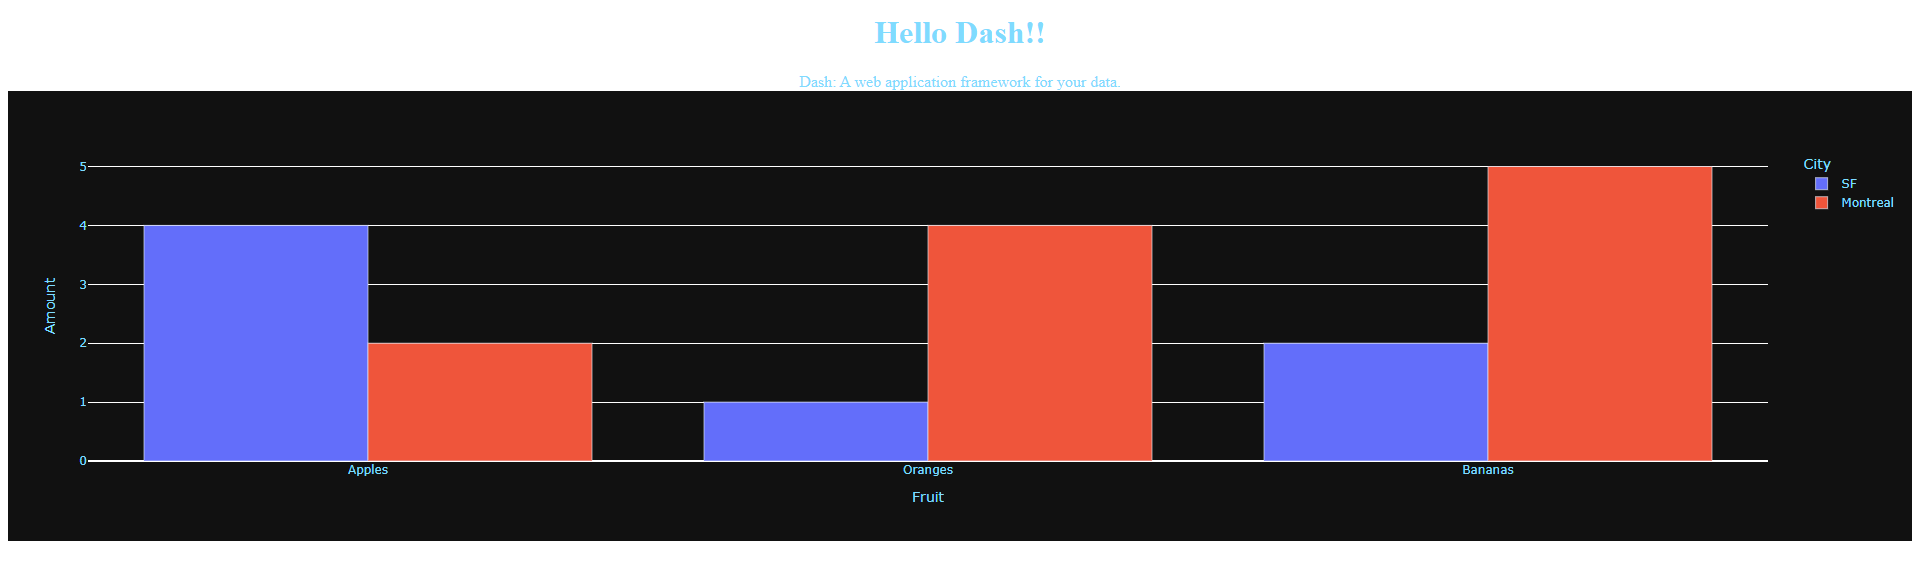 Hello Dash!!
Dash: A web application framework for your data.
City
SF
Montreal
5
4
3
2
1
0
Amount
Apples
Oranges
Bananas
Fruit